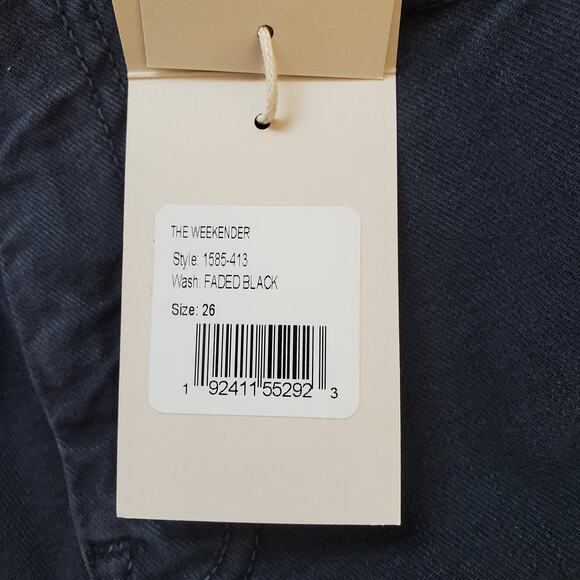 THE WEEKENDER
Style: 1585-413
Wash: FADED BLACK
Size: 26
1 92411 55292 3